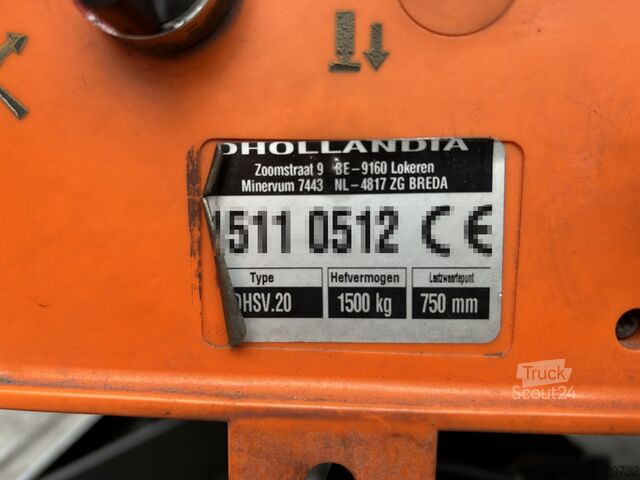 DHOLLANDIA
Zoomstraat 9 BE-9160 Lokeren
Minervum 7443 NL-4817 ZG BREDA
1511 0512 CE
Type Hefvermogen Lastzwaartepunt
DHSV.20 1500 kg 750 mm
Truck
Scout24